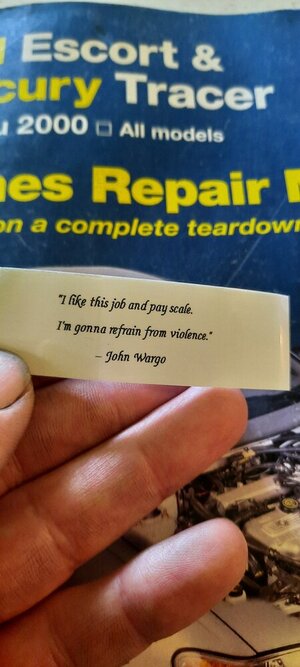 Escort &
cury Tracer
u 2000 □ All models
nes Repair
on a complete teardown
"I like this job and pay scale.
I'm gonna refrain from violence."
– John Wargo